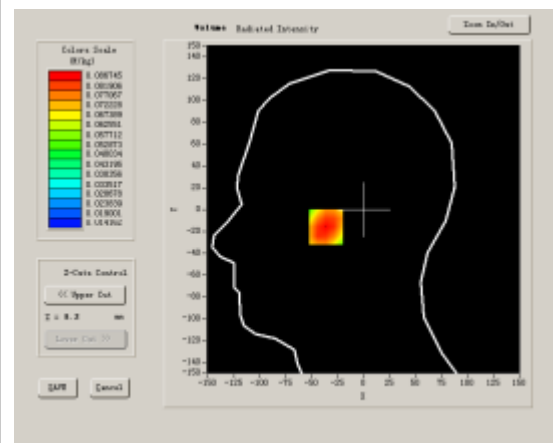 Volume Radiated Intensity
Zoom In/Out
Colors Scale
(W/kg)
0.086745
0.081906
0.077067
0.072228
0.067389
0.062551
0.057712
0.052873
0.048034
0.043195
0.038356
0.033517
0.028679
0.023839
0.019001
0.014162
Z-Cuts Control
<< Upper Cut
mm
Lower Cut >>
SAVE
Cancel
150
140
120
100
80
60
40
20
0
-20
-40
-60
-80
-100
-120
-140
-150
-150 -125 -100 -75 -50 -25 0 25 50 75 100 125 150
X